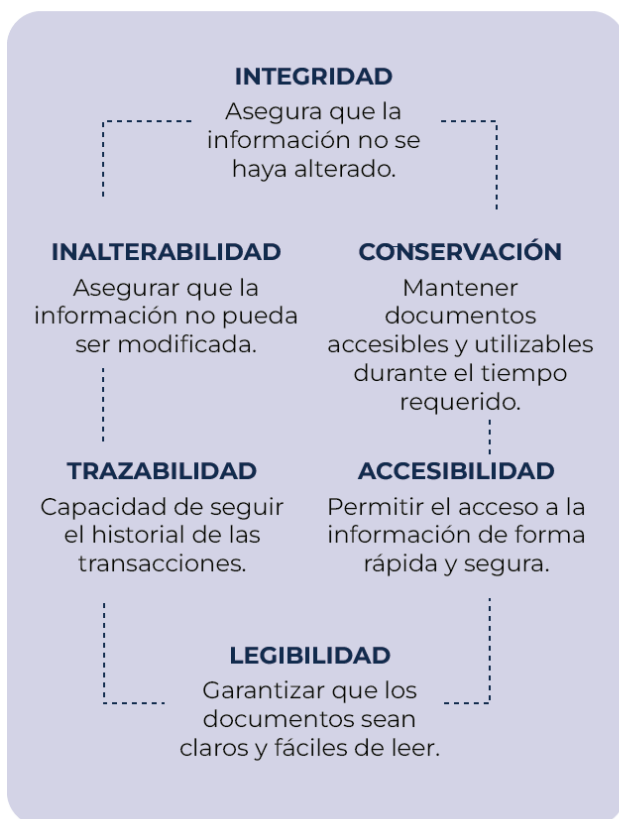 INTEGRIDAD
Asegura que la
información no se
haya alterado.
INALTERABILIDAD
Asegurar que la
información no pueda
ser modificada.
CONSERVACIÓN
Mantener
documentos
accesibles y utilizables
durante el tiempo
requerido.
TRAZABILIDAD
Capacidad de seguir
el historial de las
transacciones.
ACCESIBILIDAD
Permitir el acceso a la
información de forma
rápida y segura.
LEGIBILIDAD
Garantizar que los
documentos sean
claros y fáciles de leer.